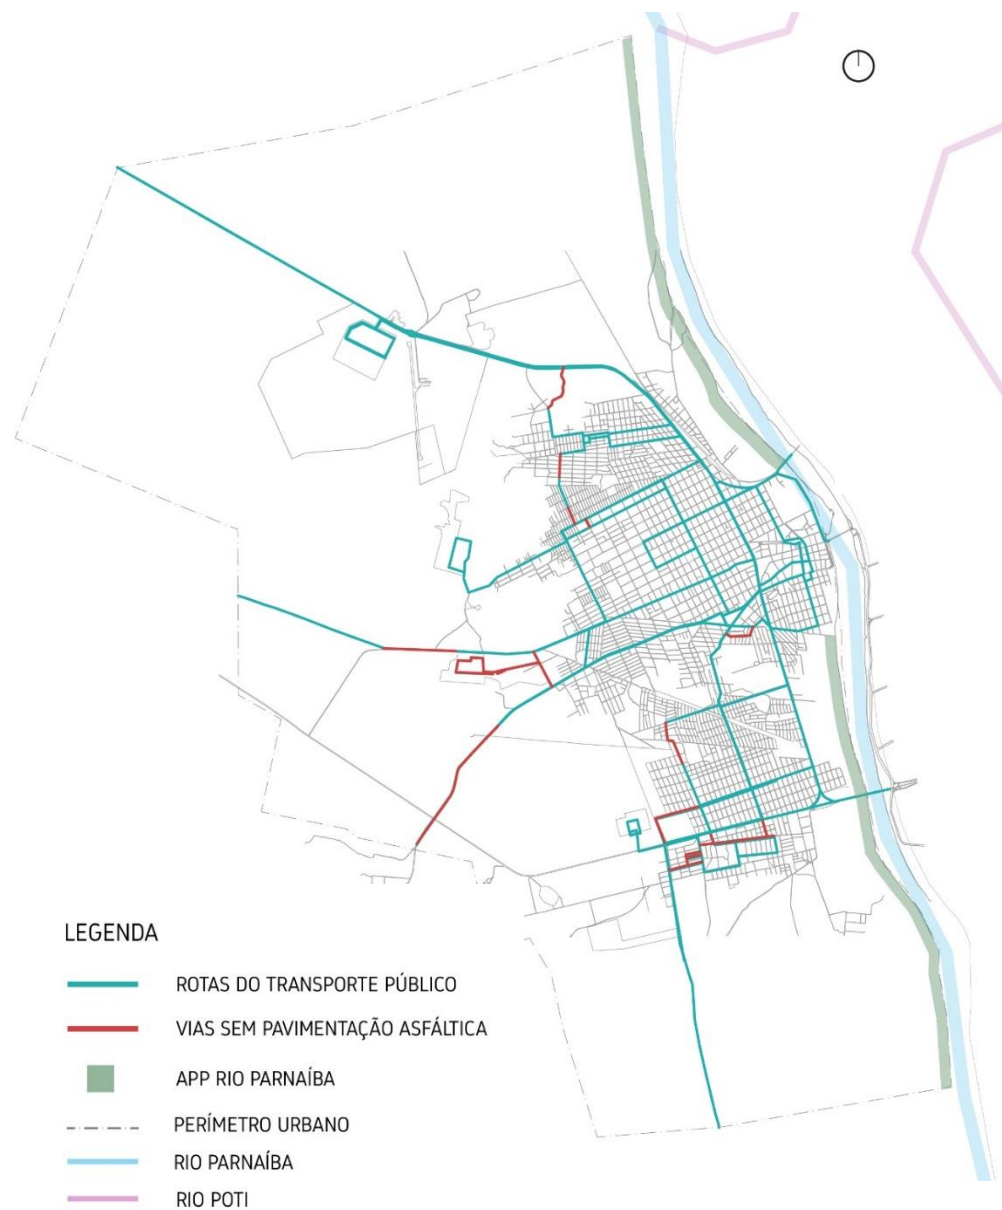 LEGENDA
ROTAS DO TRANSPORTE PÚBLICO
VIAS SEM PAVIMENTAÇÃO ASFÁLTICA
APP RIO PARNAÍBA
PERÍMETRO URBANO
RIO PARNAÍBA
RIO POTI